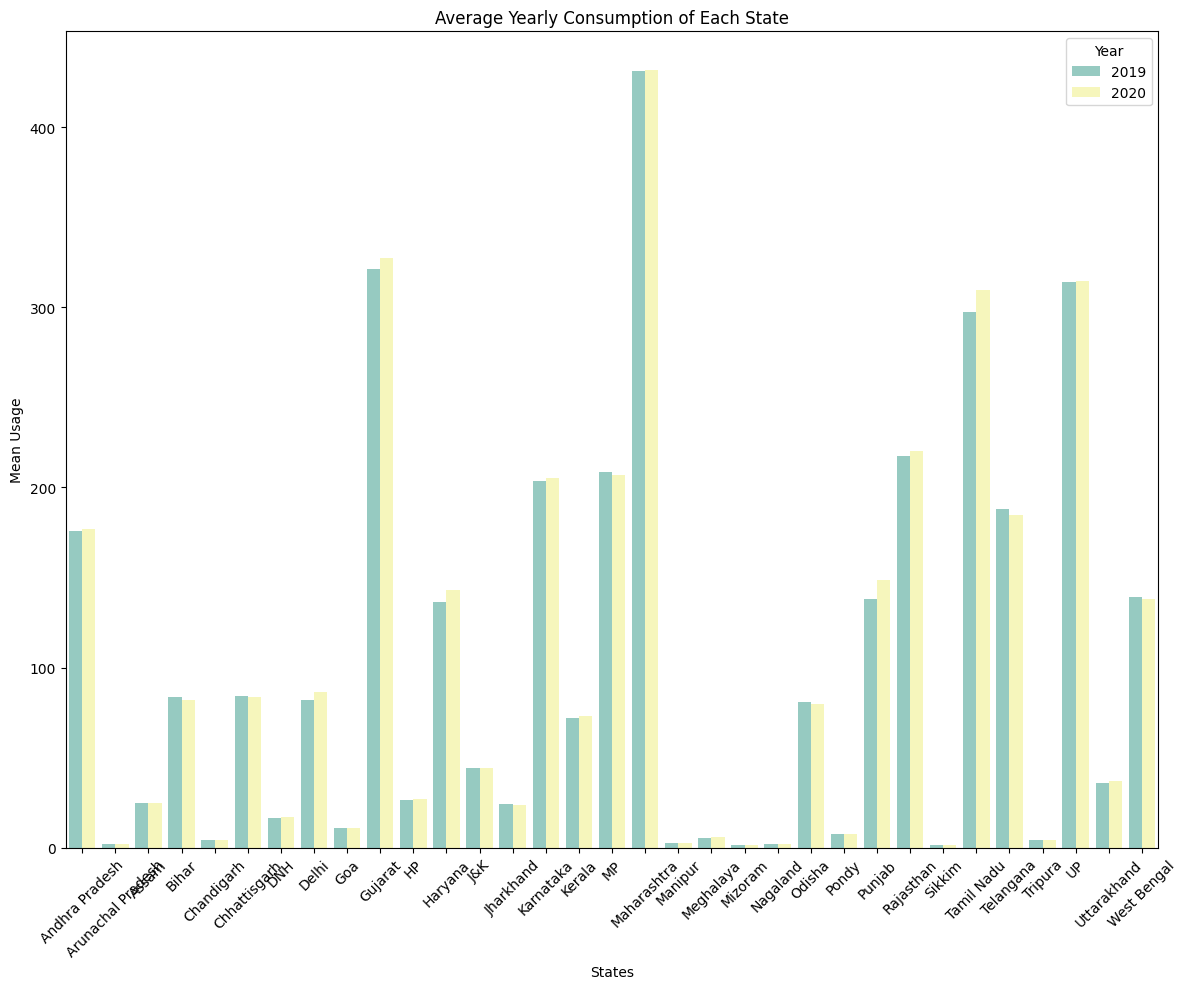 Average Yearly Consumption of Each State
Year
2019
2020
Mean Usage
400
300
200
100
0
Andhra Pradesh
Arunachal Pradesh
Assam
Bihar
Chandigarh
Chhattisgarh
DNH
Delhi
Goa
Gujarat
HP
Haryana
J&K
Jharkhand
Karnataka
Kerala
MP
Maharashtra
Manipur
Meghalaya
Mizoram
Nagaland
Odisha
Pondy
Punjab
Rajasthan
Sikkim
Tamil Nadu
Telangana
Tripura
UP
Uttarakhand
West Bengal
States